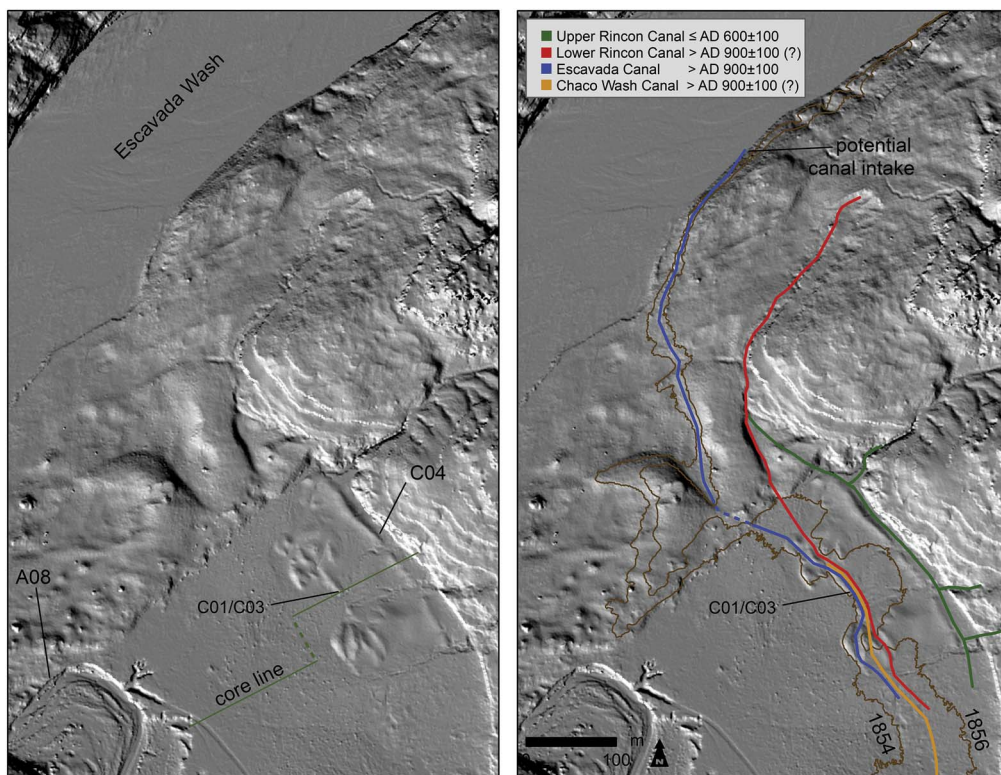 Escavada Wash
C04
A08
C01/C03
core line
Upper Rincon Canal ≤ AD 600±100
Lower Rincon Canal > AD 900±100 (?)
Escavada Canal > AD 900±100
Chaco Wash Canal > AD 900±100 (?)
potential
canal intake
C01/C03
1854
1856
m
0 100
N